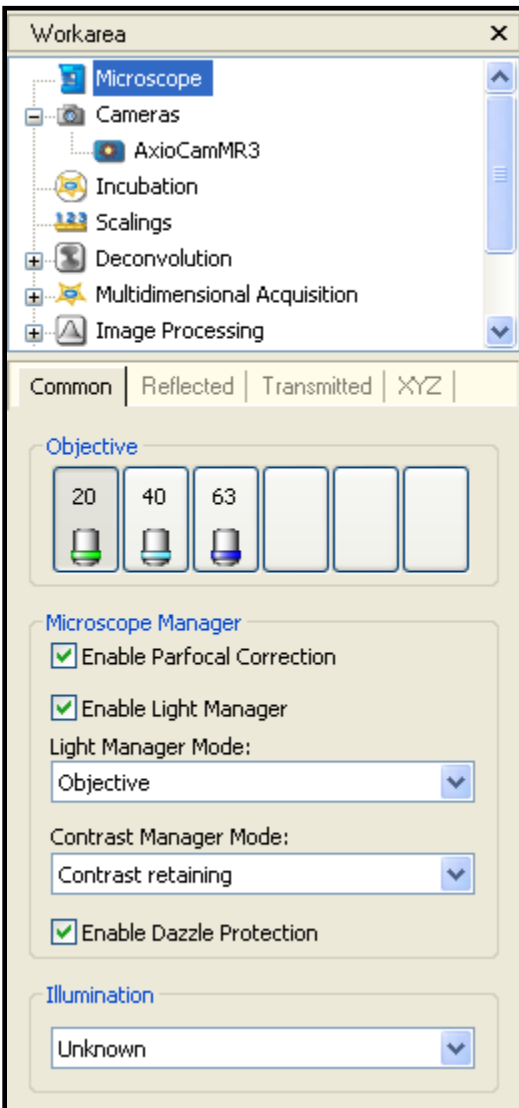 Workarea
Microscope
Cameras
AxioCamMR3
Incubation
123 Scalings
Deconvolution
Multidimensional Acquisition
Image Processing
Common Reflected Transmitted XYZ
Objective
20 40 63
Microscope Manager
Enable Parfocal Correction
Enable Light Manager
Light Manager Mode:
Objective
Contrast Manager Mode:
Contrast retaining
Enable Dazzle Protection
Illumination
Unknown